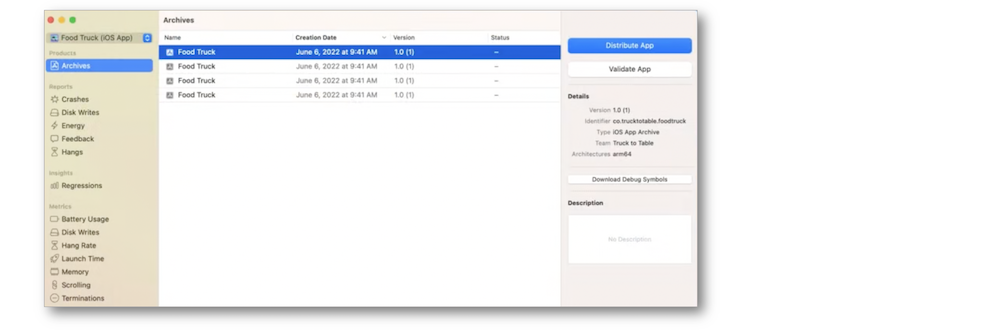 Food Truck (iOS App)
Products
Archives
Reports
Crashes
Disk Writes
Energy
Feedback
Hangs
Insights
Regressions
Metrics
Battery Usage
Disk Writes
Hang Rate
Launch Time
Memory
Scrolling
Terminations
Archives
Name Creation Date Version Status
Food Truck June 6, 2022 at 9:41 AM 1.0 (1) --
Food Truck June 6, 2022 at 9:41 AM 1.0 (1) --
Food Truck June 6, 2022 at 9:41 AM 1.0 (1) --
Food Truck June 6, 2022 at 9:41 AM 1.0 (1) --
Distribute App
Validate App
Details
Version 1.0 (1)
Identifier co.trucktotable.foodtruck
Type iOS App Archive
Team Truck to Table
Architectures arm64
Download Debug Symbols
Description
No Description